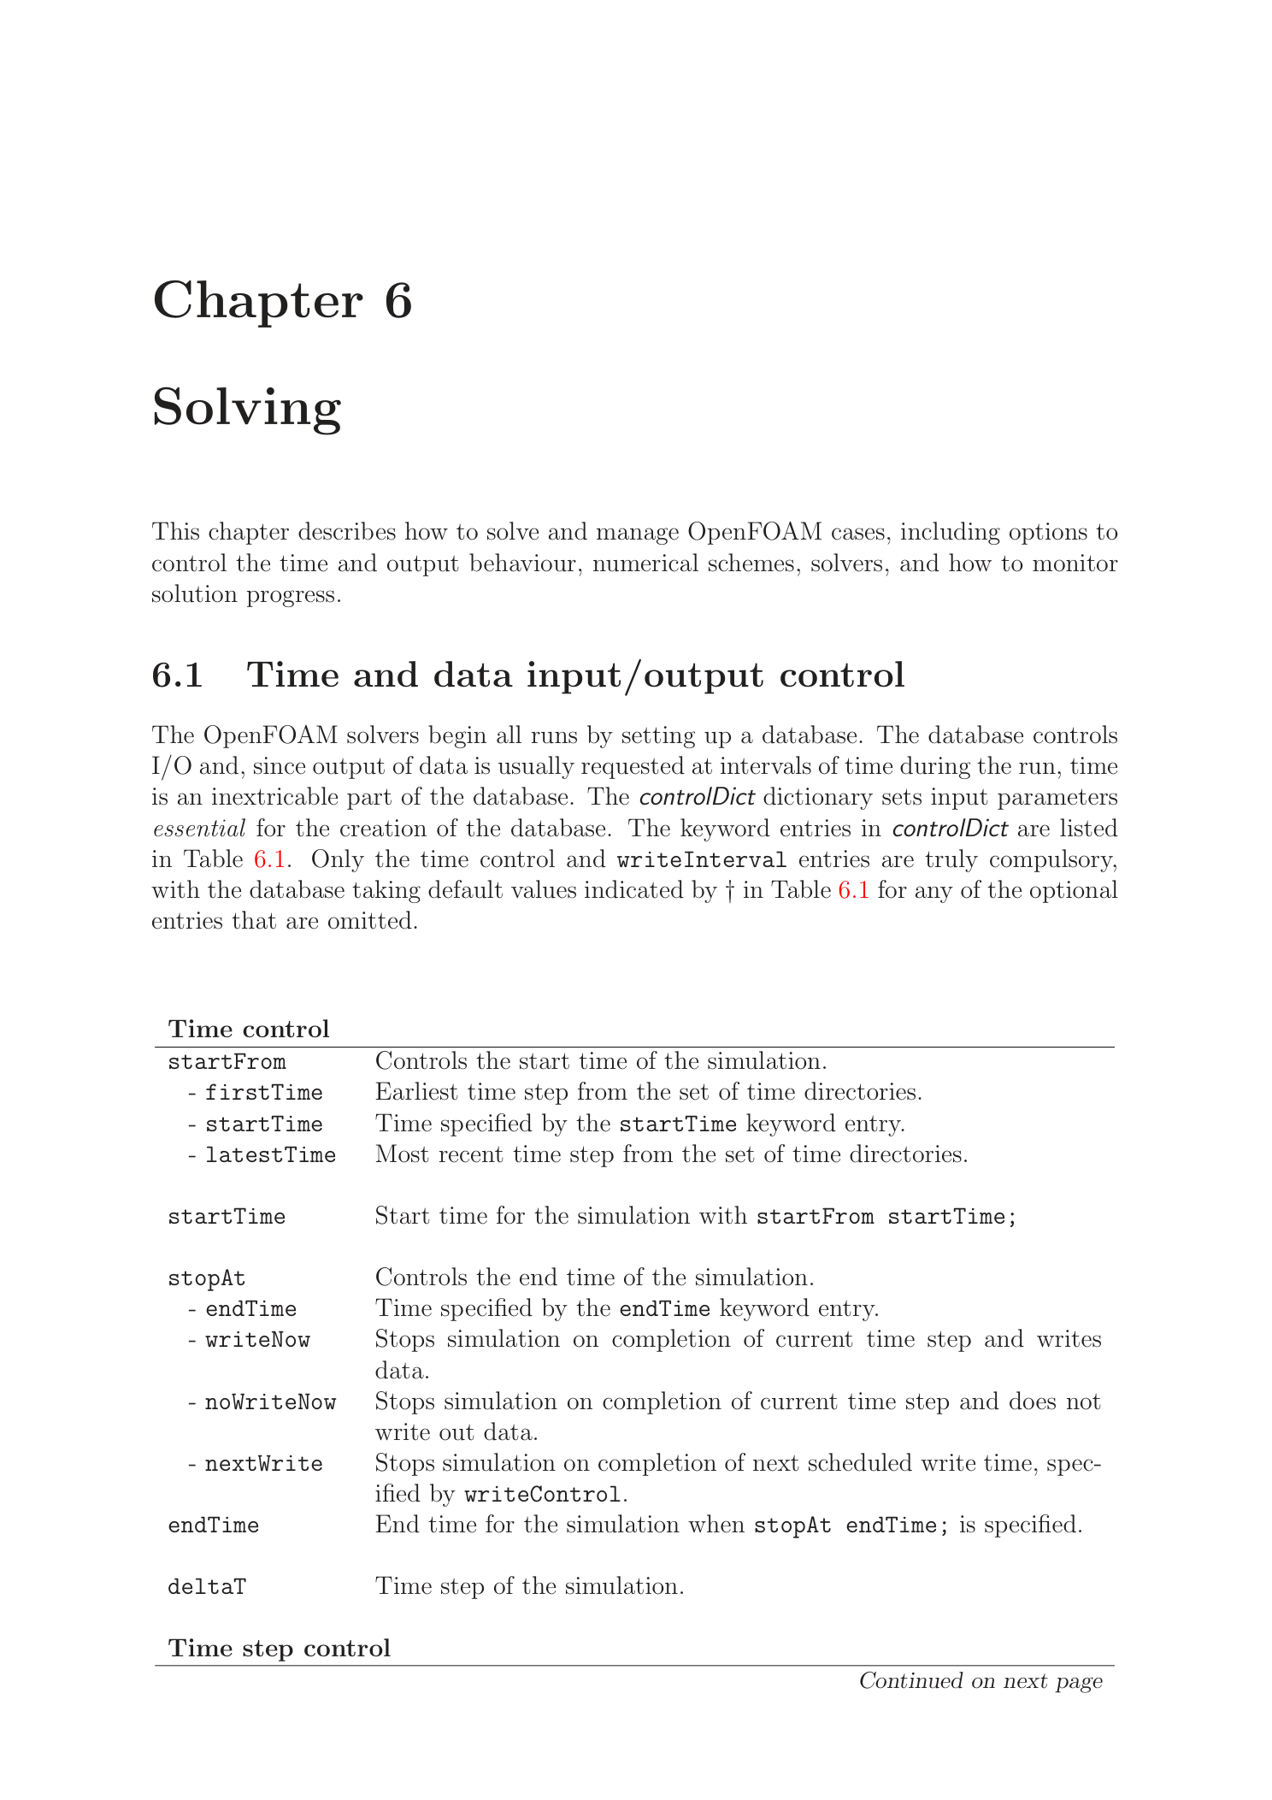 Chapter 6
Solving
This chapter describes how to solve and manage OpenFOAM cases, including options to
control the time and output behaviour, numerical schemes, solvers, and how to monitor
solution progress.
6.1 Time and data input/output control
The OpenFOAM solvers begin all runs by setting up a database. The database controls
I/O and, since output of data is usually requested at intervals of time during the run, time
is an inextricable part of the database. The controlDict dictionary sets input parameters
essential for the creation of the database. The keyword entries in controlDict are listed
in Table 6.1. Only the time control and writeInterval entries are truly compulsory,
with the database taking default values indicated by † in Table 6.1 for any of the optional
entries that are omitted.
Time control
startFrom Controls the start time of the simulation.
- firstTime Earliest time step from the set of time directories.
- startTime Time specified by the startTime keyword entry.
- latestTime Most recent time step from the set of time directories.
startTime Start time for the simulation with startFrom startTime;
stopAt Controls the end time of the simulation.
- endTime Time specified by the endTime keyword entry.
- writeNow Stops simulation on completion of current time step and writes
data.
- noWriteNow Stops simulation on completion of current time step and does not
write out data.
- nextWrite Stops simulation on completion of next scheduled write time, spec-
ified by writeControl.
endTime End time for the simulation when stopAt endTime; is specified.
deltaT Time step of the simulation.
Time step control
Continued on next page